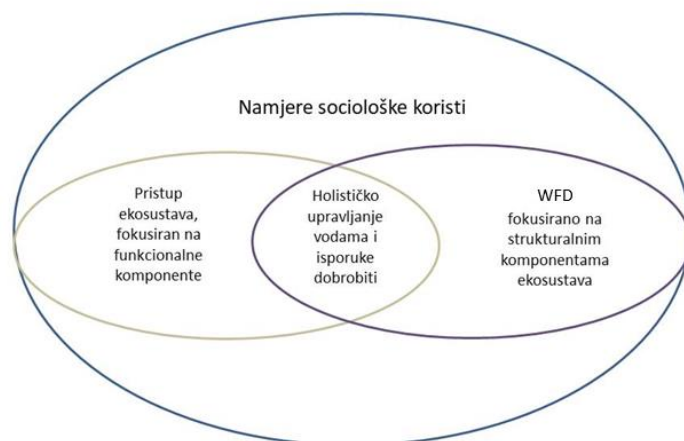 Namjere sociološke koristi
Pristup
ekosustava,
fokusiran na
funkcionalne
komponente
Holističko
upravljanje
vodama i
isporuke
dobrobiti
WFD
fokusirano na
strukturalnim
komponentama
ekosustava